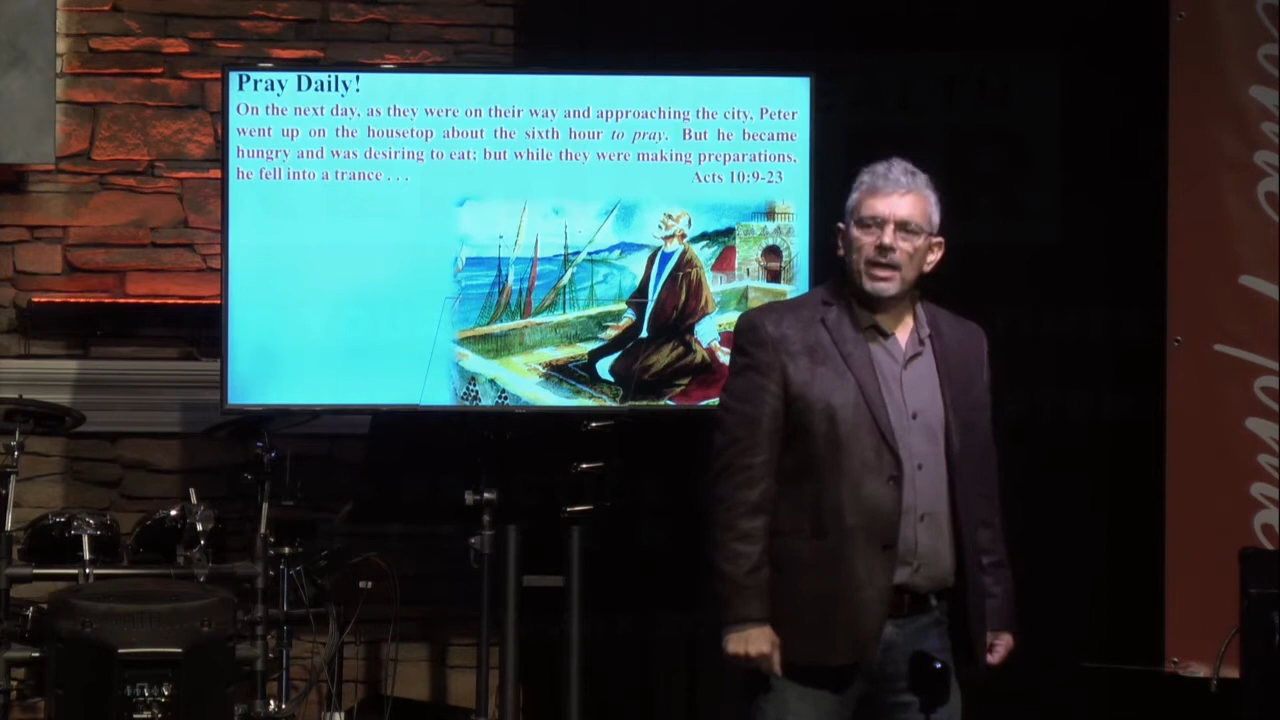 Pray Daily!
On the next day, as they were on their way and approaching the city, Peter
went up on the housetop about the sixth hour to pray. But he became
hungry and was desiring to eat; but while they were making preparations,
he fell into a trance . . . Acts 10:9-23